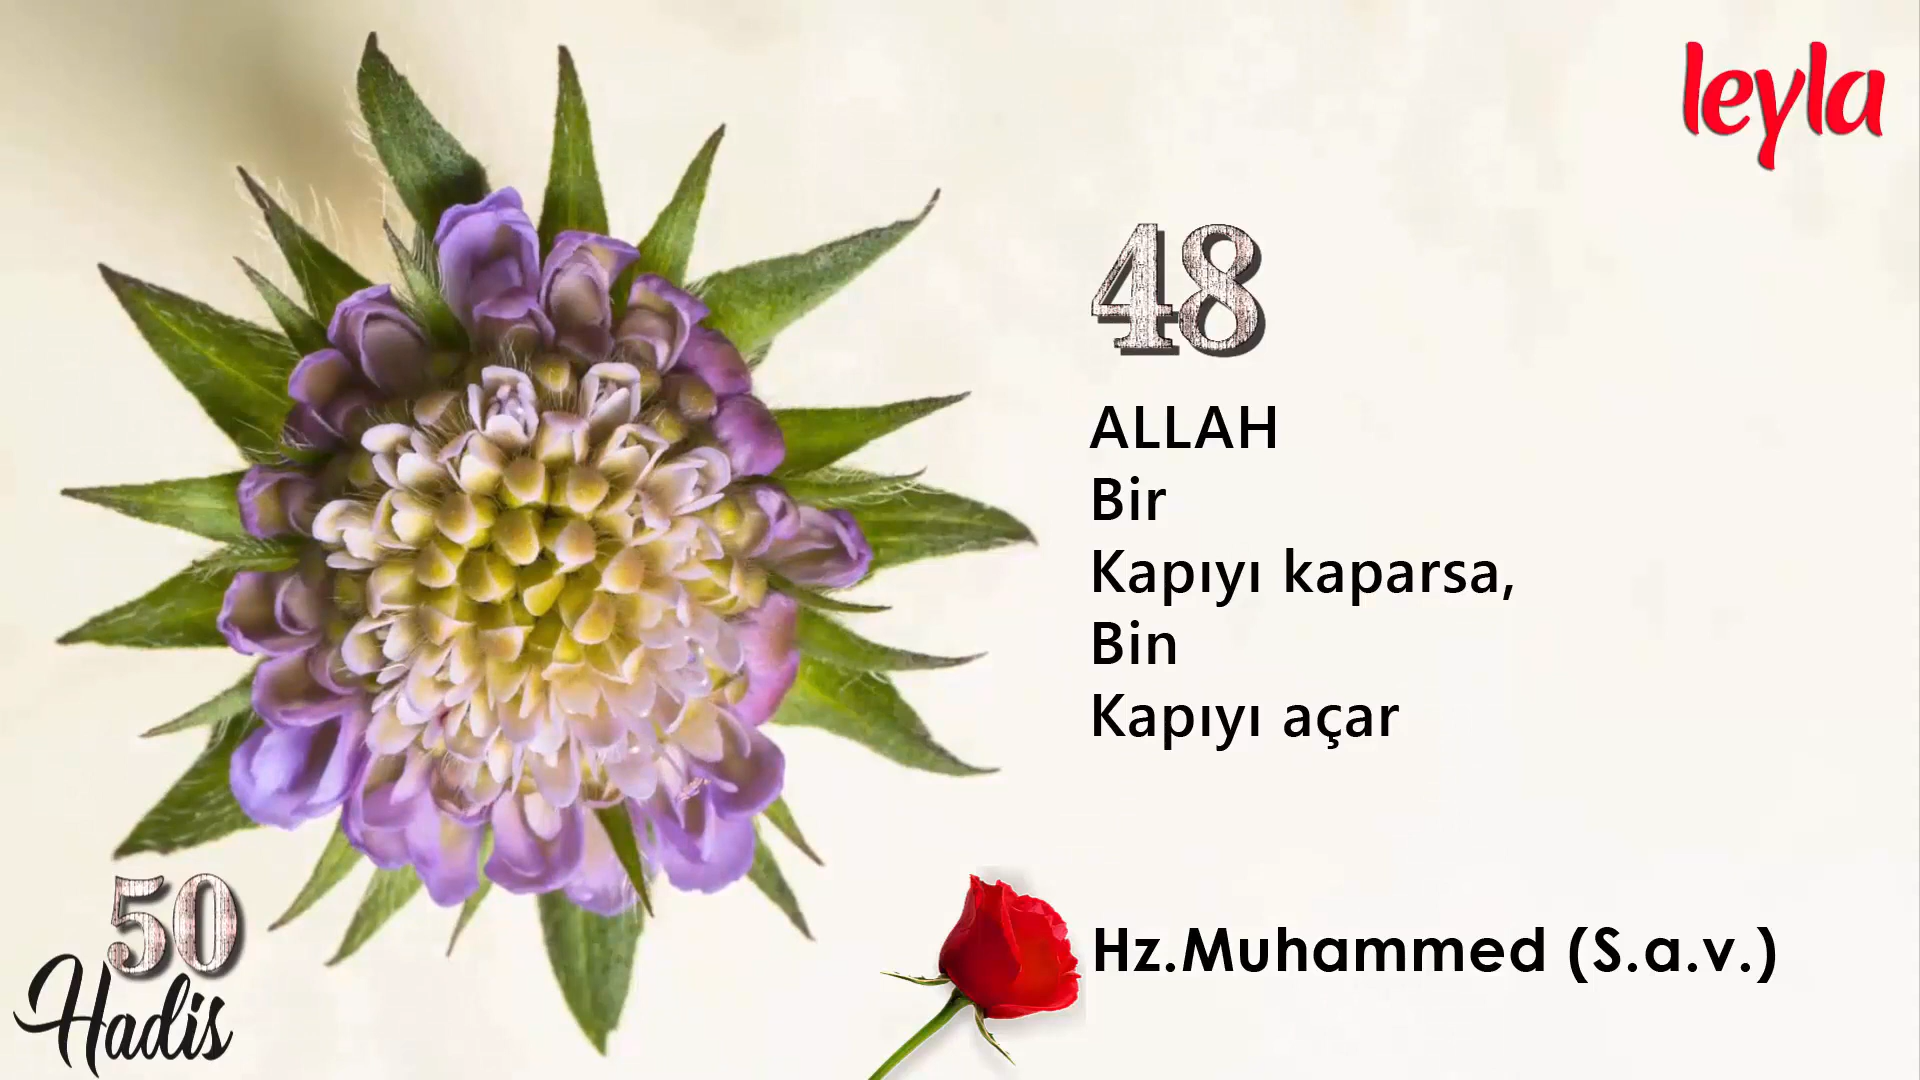 leyla
48
ALLAH
Bir
Kapıyı kaparsa,
Bin
Kapıyı açar
Hz.Muhammed (S.a.v.)
50
Hadis